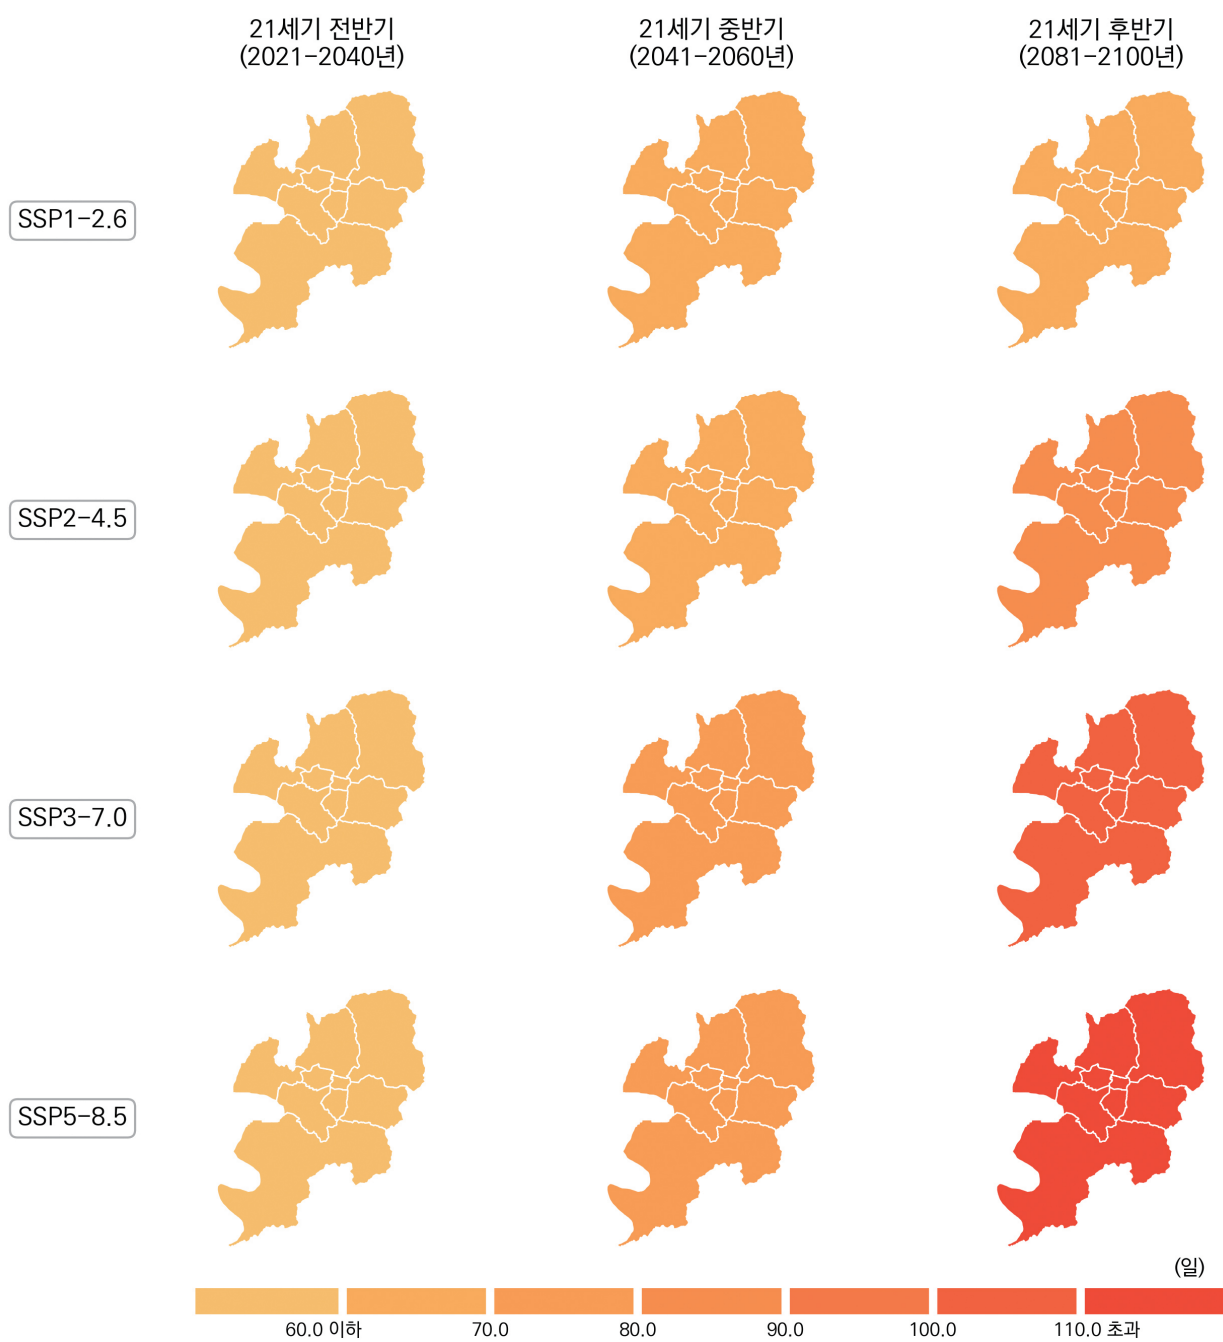 21세기 전반기
(2021-2040년)
21세기 중반기
(2041-2060년)
21세기 후반기
(2081-2100년)
SSP1-2.6
SSP2-4.5
SSP3-7.0
SSP5-8.5
(일)
60.0 이하
70.0
80.0
90.0
100.0
110.0 초과